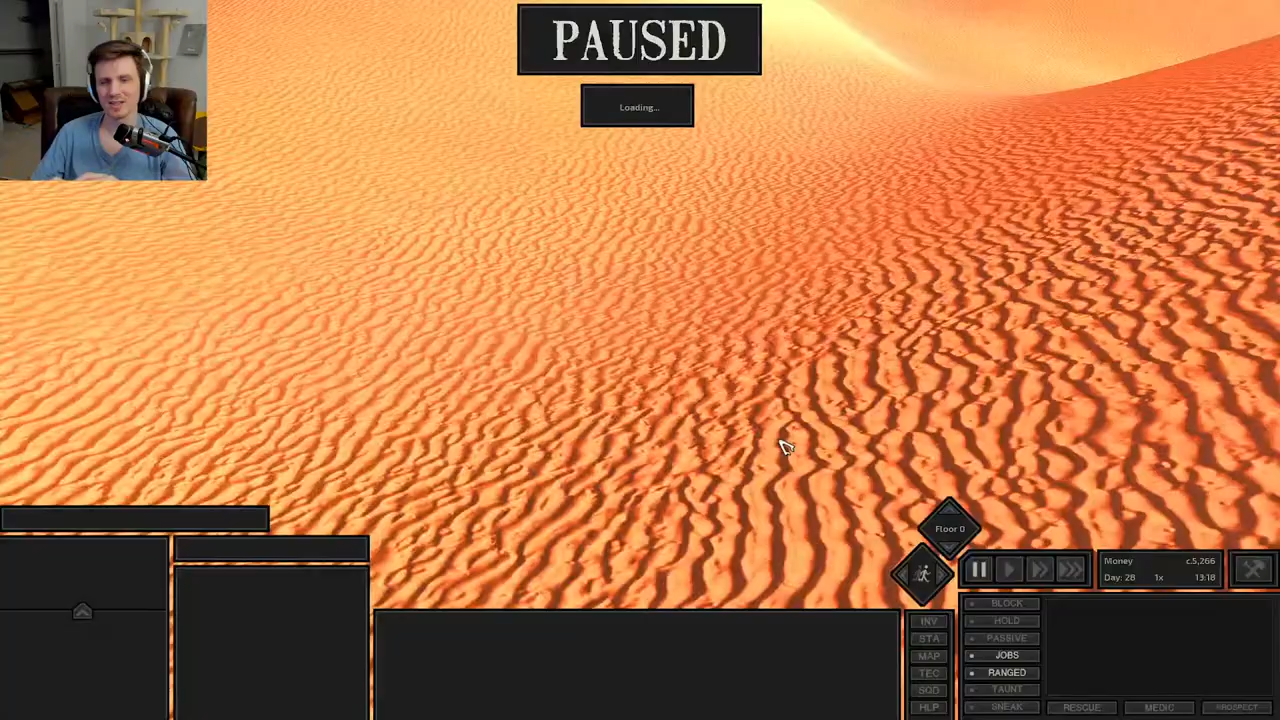 PAUSED
Loading...
Floor 0
Money c.5,266
Day: 28 1x 13:18
BLOCK
HOLD
PASSIVE
JOBS
RANGED
TAUNT
SNEAK
INV
STA
MAP
TEC
SQD
HLP
RESCUE
MEDIC
PROSPECT